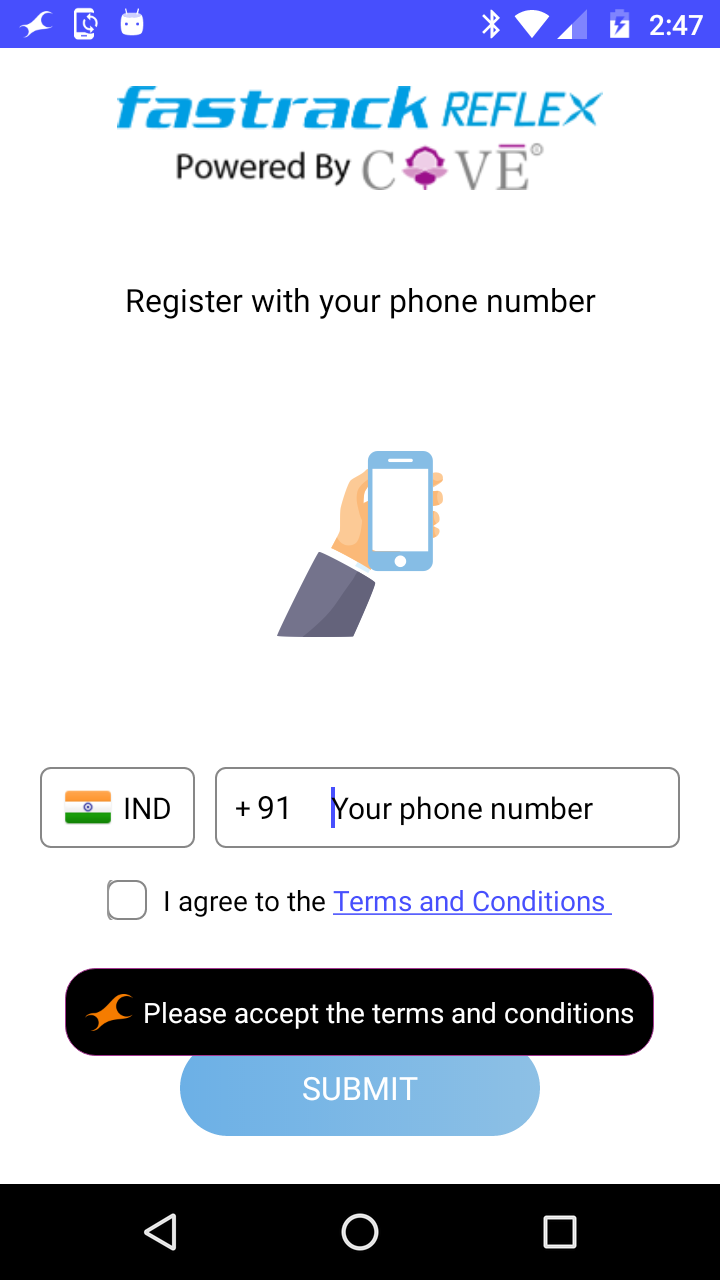 2:47
fastrack REFLEX
Powered By COVE®
Register with your phone number
IND
+ 91 Your phone number
I agree to the Terms and Conditions
Please accept the terms and conditions
SUBMIT